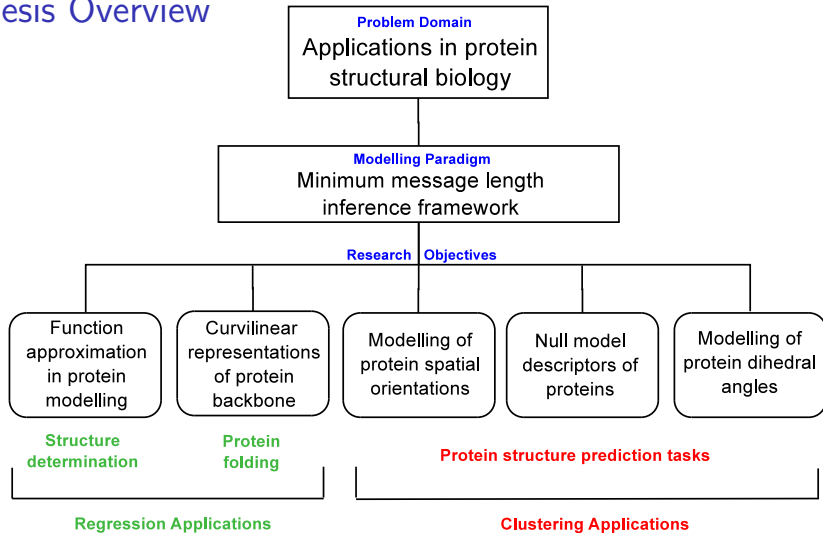 esis Overview
Problem Domain
Applications in protein
structural biology
Modelling Paradigm
Minimum message length
inference framework
Research Objectives
Function
approximation
in protein
modelling
Curvilinear
representations
of protein
backbone
Modelling of
protein spatial
orientations
Null model
descriptors of
proteins
Modelling of
protein dihedral
angles
Structure
determination
Protein
folding
Protein structure prediction tasks
Regression Applications
Clustering Applications